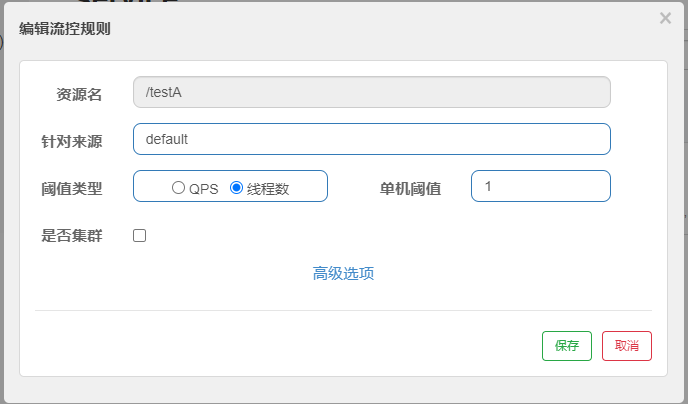 编辑流控规则
×
资源名 /testA
针对来源 default
阈值类型 QPS 线程数 单机阈值 1
是否集群
高级选项
保存 取消